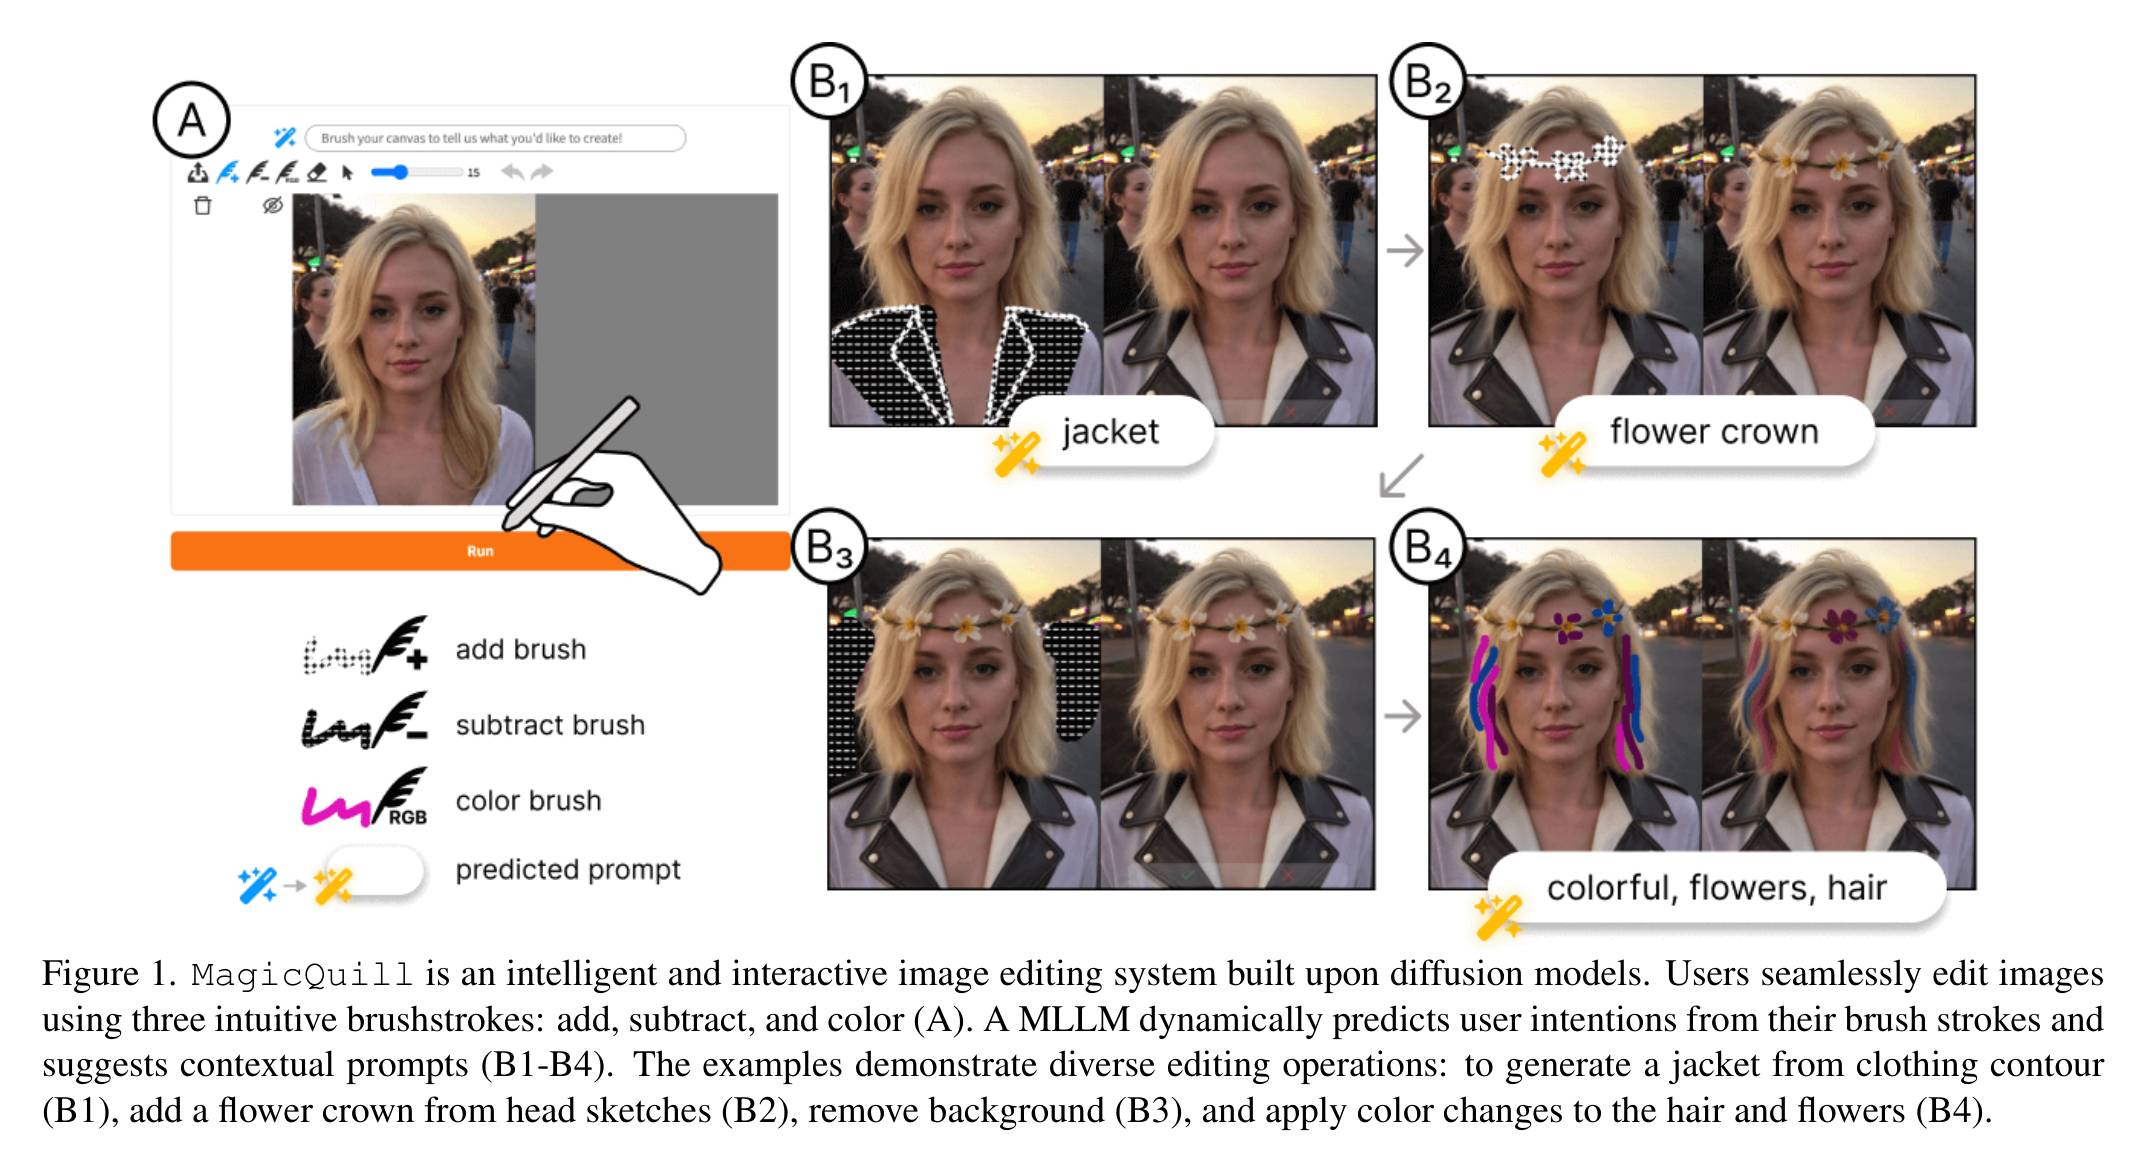 A
Brush your canvas to tell us what you'd like to create!
RGB
15
Run
add brush
subtract brush
RGB
color brush
predicted prompt
B₁
jacket
B₂
flower crown
B₃
B₄
colorful, flowers, hair
Figure 1. MagicQuill is an intelligent and interactive image editing system built upon diffusion models. Users seamlessly edit images
using three intuitive brushstrokes: add, subtract, and color (A). A MLLM dynamically predicts user intentions from their brush strokes and
suggests contextual prompts (B1-B4). The examples demonstrate diverse editing operations: to generate a jacket from clothing contour
(B1), add a flower crown from head sketches (B2), remove background (B3), and apply color changes to the hair and flowers (B4).